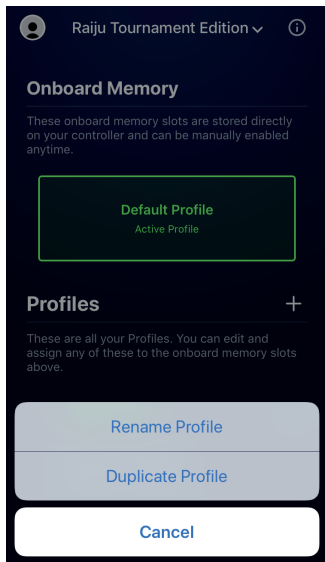 Raiju Tournament Edition
Onboard Memory
These onboard memory slots are stored directly
on your controller and can be manually enabled
anytime.
Default Profile
Active Profile
Profiles
These are all your Profiles. You can edit and
assign any of these to the onboard memory slots
above.
Rename Profile
Duplicate Profile
Cancel